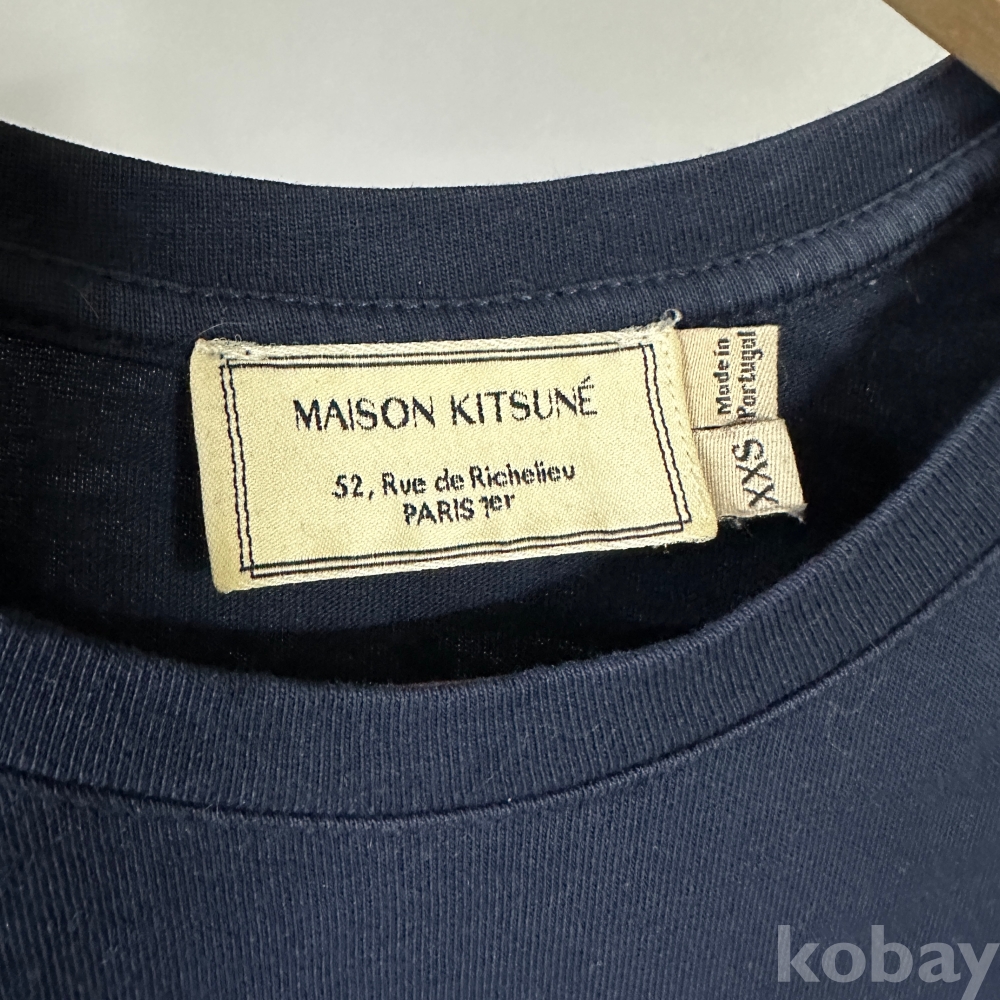 MAISON KITSUNÉ
52, Rue de Richelieu
PARIS 1er
Made in
Portugal
XXS
kobay